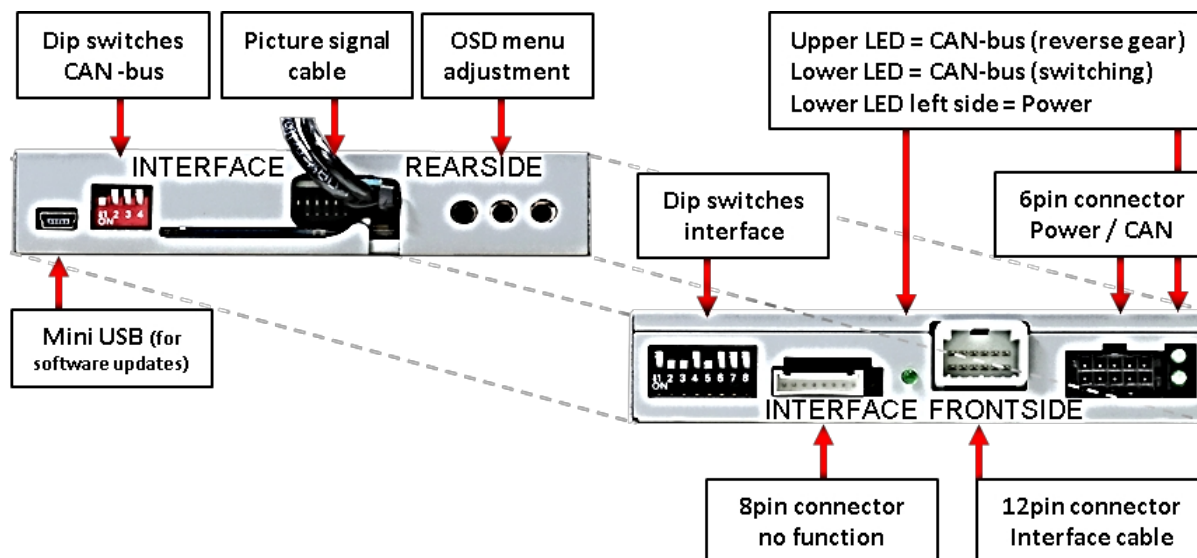 Dip switches
CAN -bus
Picture signal
cable
OSD menu
adjustment
Upper LED = CAN-bus (reverse gear)
Lower LED = CAN-bus (switching)
Lower LED left side = Power
INTERFACE
REARSIDE
1 2 3 4
ON
Dip switches
interface
6pin connector
Power / CAN
Mini USB (for
software updates)
1 2 3 4 5 6 7 8
ON
INTERFACE FRONTSIDE
8pin connector
no function
12pin connector
Interface cable